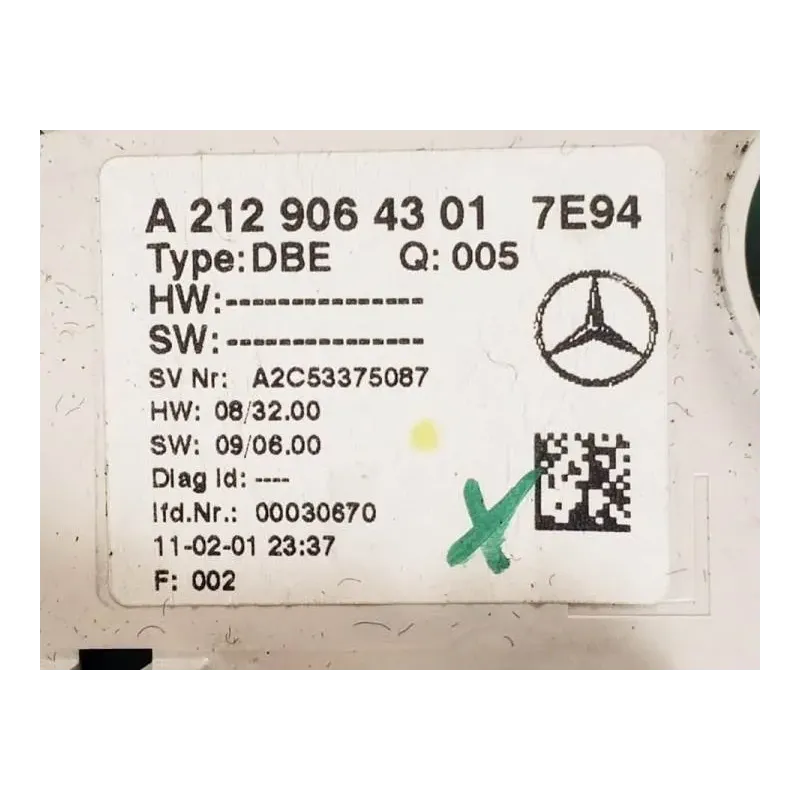 A 212 906 43 01 7E94
Type: DBE Q: 005
HW:---------------
SW:---------------
SV Nr: A2C53375087
HW: 08/32.00
SW: 09/06.00
Diag Id: ----
lfd.Nr.: 00030670
11-02-01 23:37
F: 002